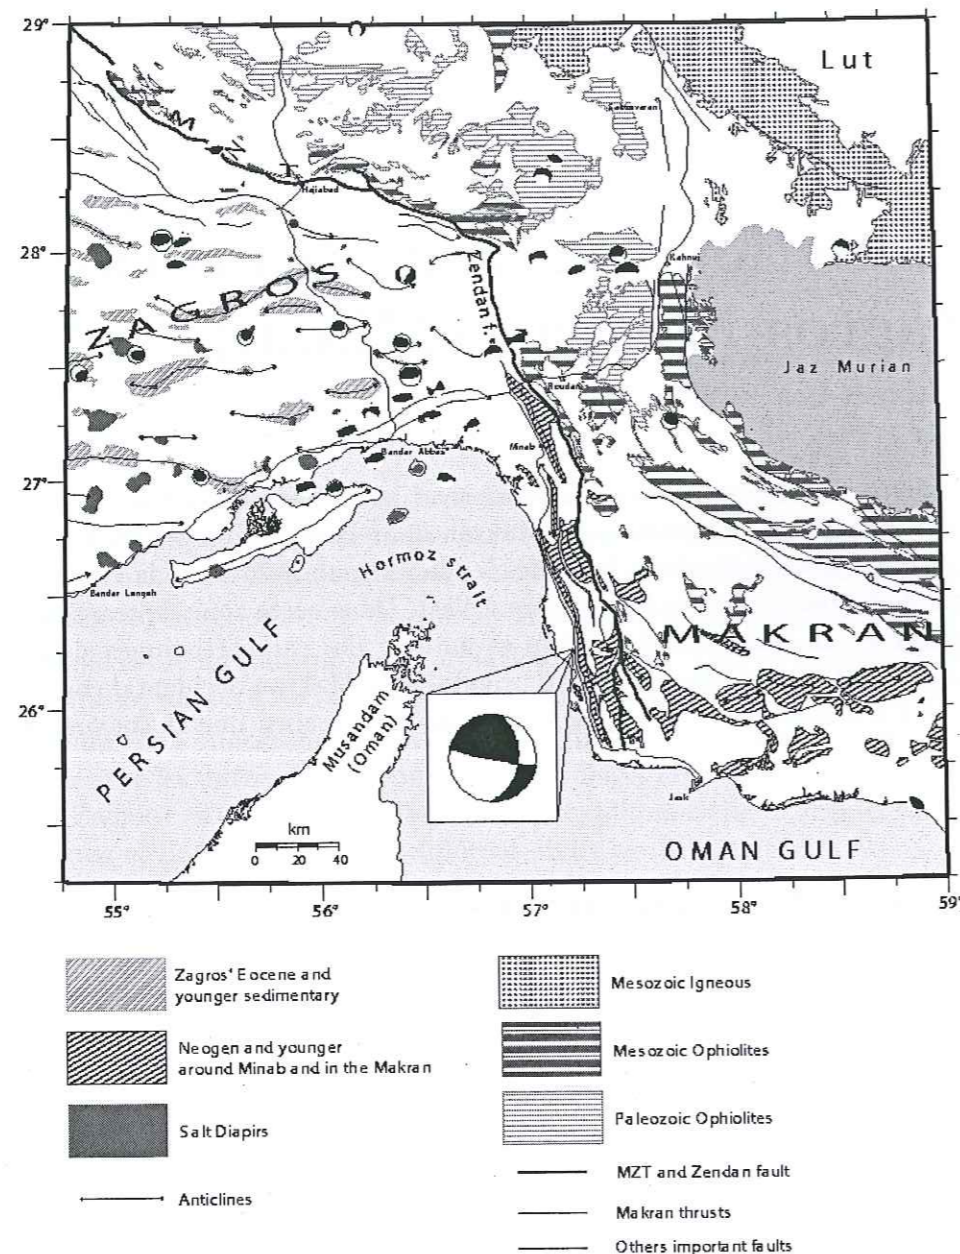 29°
Lut
M
Z
T
Hajiabad
Kahnuj
28°
ZAGROS
Zendan f.
Jaz Murian
Roudan
Minab
Bandar Abbas
27°
Bandar Lengeh
Hormoz strait
MAKRAN
PERSIAN GULF
Musandam
(Oman)
26°
Jask
km
0 20 40
OMAN GULF
55° 56° 57° 58° 59°
Zagros' Eocene and
younger sedimentary
Neogen and younger
around Minab and in the Makran
Salt Diapirs
Anticlines
Mesozoic Igneous
Mesozoic Ophiolites
Paleozoic Ophiolites
MZT and Zendan fault
Makran thrusts
Others important faults